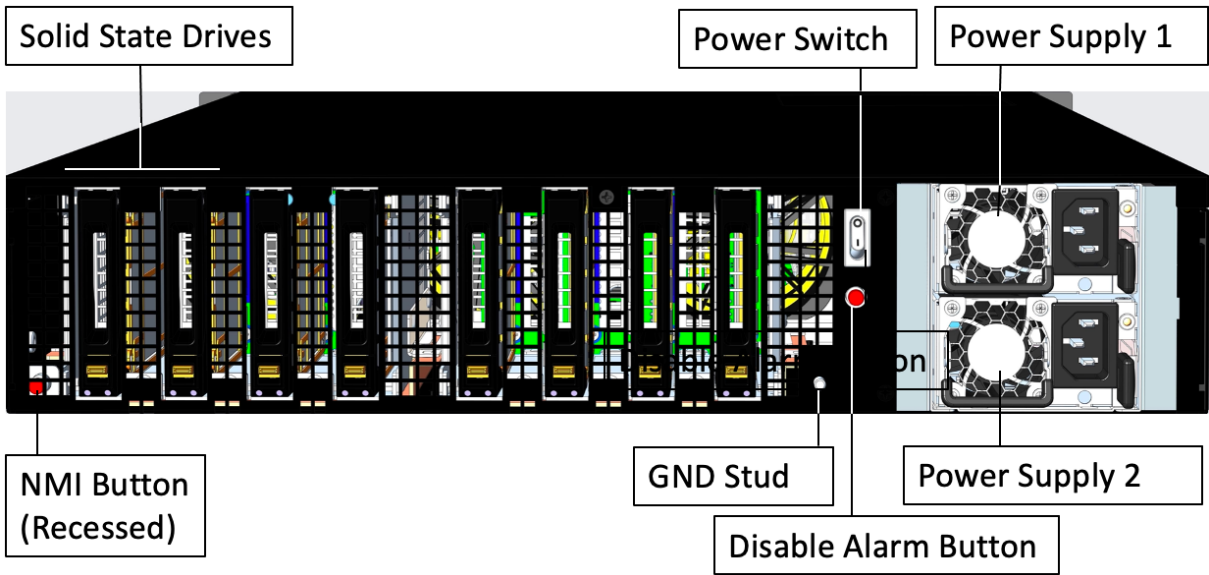 Solid State Drives
Power Switch
Power Supply 1
NMI Button
(Recessed)
GND Stud
Power Supply 2
Disable Alarm Button